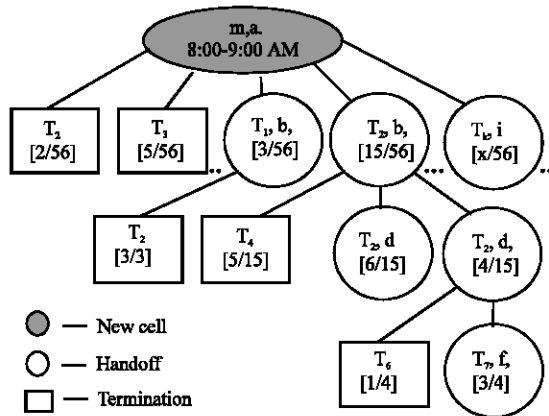 m,a.
8:00-9:00 AM
T₂
[2/56]
T₃
[5/56]
..
T₁, b,
[3/56]
T₂, b,
[15/56]
...
Tₖ, i
[x/56]
..
T₂
[3/3]
T₄
[5/15]
T₂, d
[6/15]
T₂, d,
[4/15]
T₆
[1/4]
T₇, f,
[3/4]
— New cell
— Handoff
— Termination